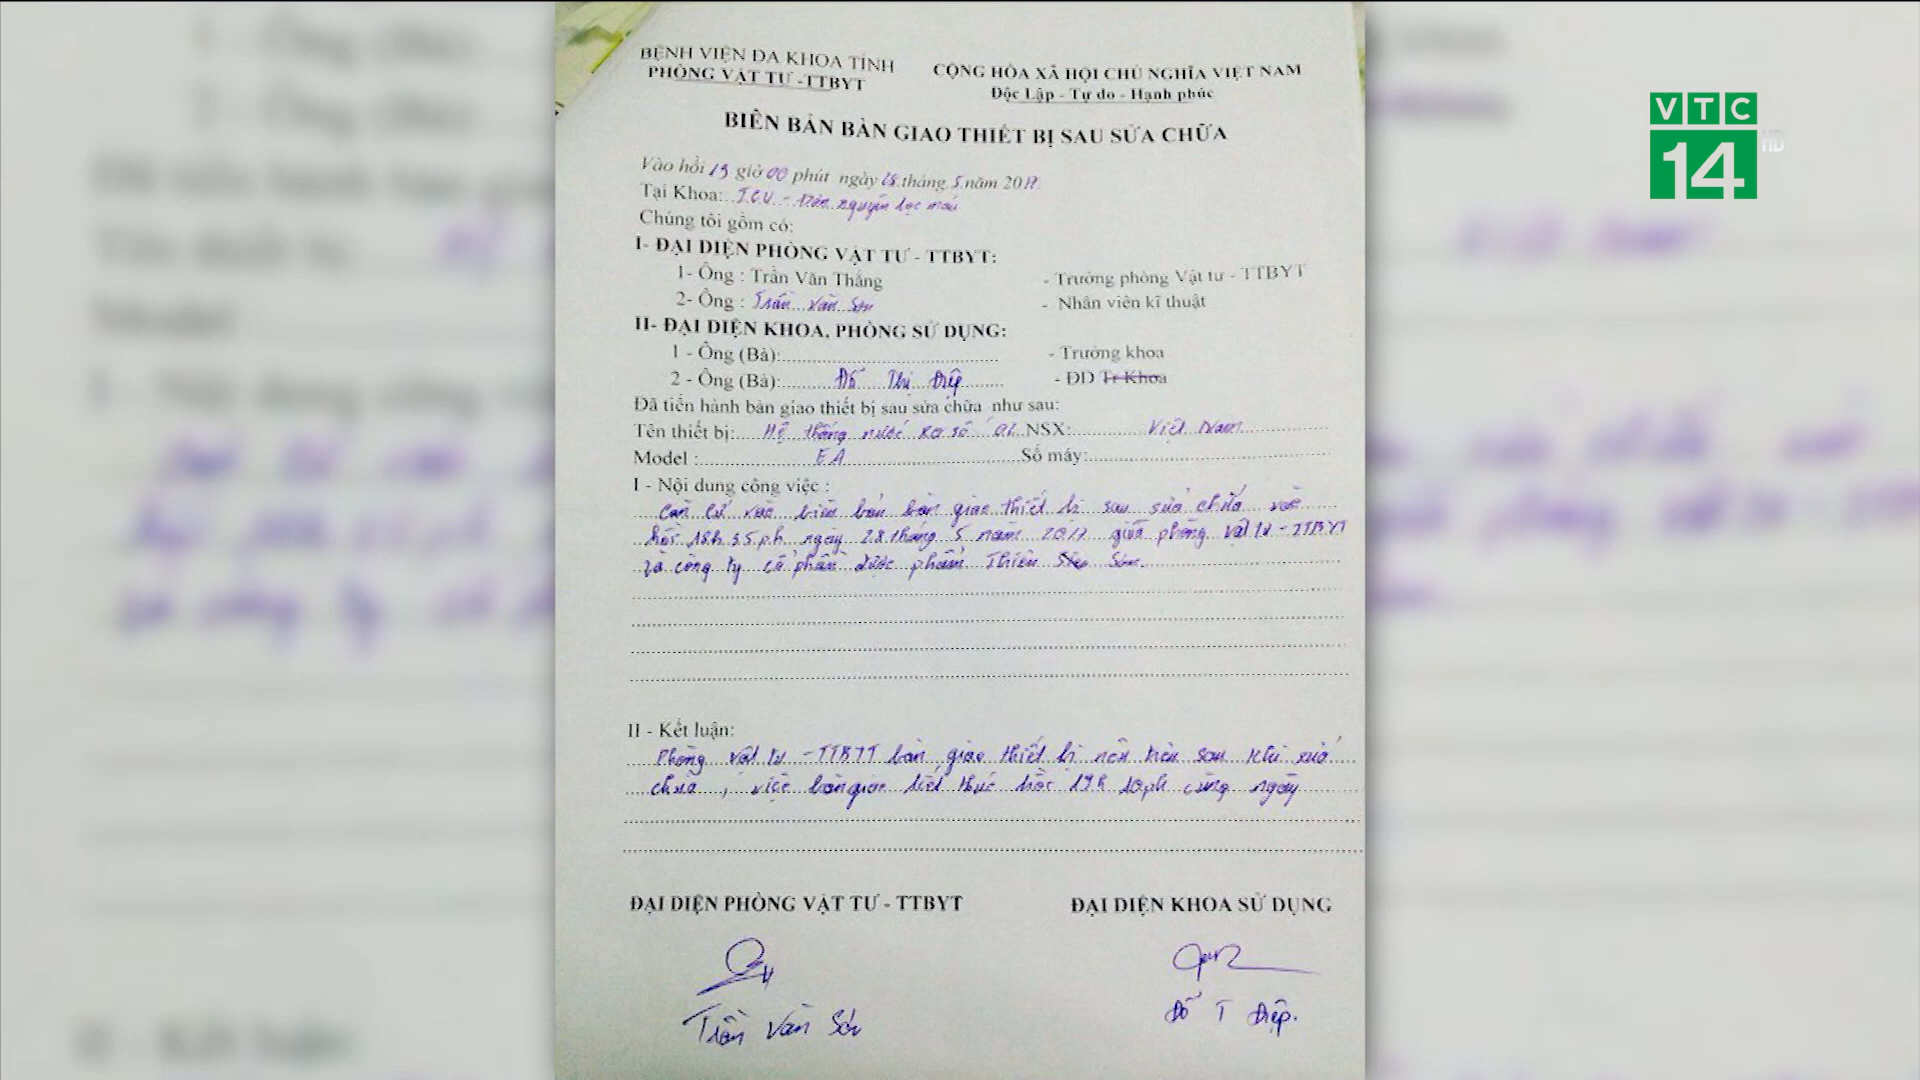 BỆNH VIỆN ĐA KHOA TỈNH
PHÒNG VẬT TƯ -TTBYT
CỘNG HÒA XÃ HỘI CHỦ NGHĨA VIỆT NAM
Độc Lập - Tự do - Hạnh phúc
VTC
14
HD
BIÊN BẢN BÀN GIAO THIẾT BỊ SAU SỬA CHỮA
Vào hồi 19 giờ 00 phút ngày 28 tháng 5 năm 2017
Tại Khoa: - nguyên lọc máu
Chúng tôi gồm có:
I- ĐẠI DIỆN PHÒNG VẬT TƯ - TTBYT:
1- Ông : Trần Văn Thắng - Trưởng phòng Vật tư - TTBYT
2- Ông : Trần Văn Sơn - Nhân viên kĩ thuật
II- ĐẠI DIỆN KHOA, PHÒNG SỬ DỤNG:
1 - Ông (Bà): - Trưởng khoa
2 - Ông (Bà): Đỗ Thị Điệp - ĐD Tr Khoa
Đã tiến hành bàn giao thiết bị sau sửa chữa như sau:
Tên thiết bị: Hệ thống nước RO số 02 NSX: Việt Nam
Model : EA Số máy:
I - Nội dung công việc :
Căn cứ vào biên bản bàn giao thiết bị sau sửa chữa vào
hồi 18h 35ph ngày 28 tháng 5 năm 2017 giữa phòng vật tư - TTBYT
và công ty cổ phần dược phẩm Thiên Sơn.
II - Kết luận:
Phòng vật tư - TTBYT bàn giao thiết bị nêu trên sau khi sửa
chữa, việc bàn giao kết thúc hồi 19h 10ph cùng ngày
ĐẠI DIỆN PHÒNG VẬT TƯ - TTBYT
ĐẠI DIỆN KHOA SỬ DỤNG
Trần Văn Sơn
Đỗ T Điệp.